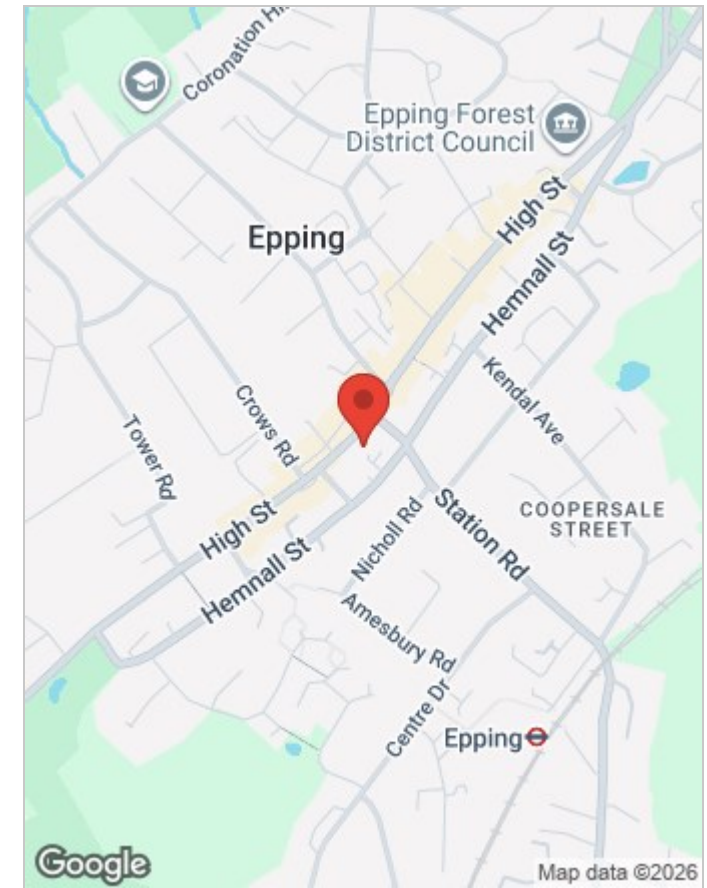 Coronation Hi
Epping Forest
District Council
High St
Epping
Hemnall St
Kendal Ave
Crows Rd
Tower Rd
COOPERSALE
STREET
Station Rd
High St
Nicholl Rd
Hemnall St
Amesbury Rd
Centre Dr
Epping
Google
Map data ©2026